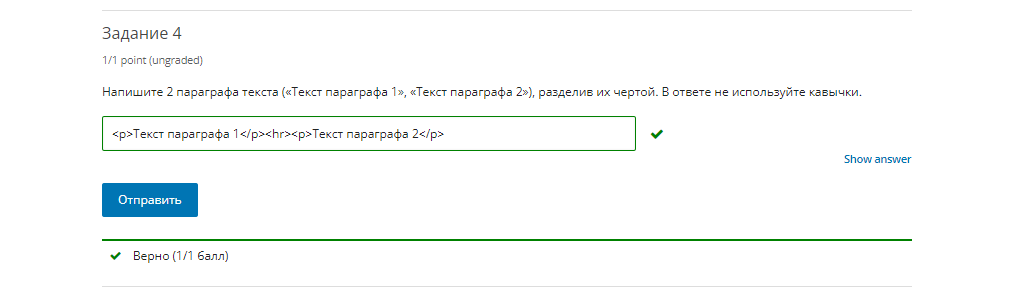 Задание 4
1/1 point (ungraded)
Напишите 2 параграфа текста («Текст параграфа 1», «Текст параграфа 2»), разделив их чертой. В ответе не используйте кавычки.
<p>Текст параграфа 1</p><hr><p>Текст параграфа 2</p>
Show answer
Отправить
Верно (1/1 балл)